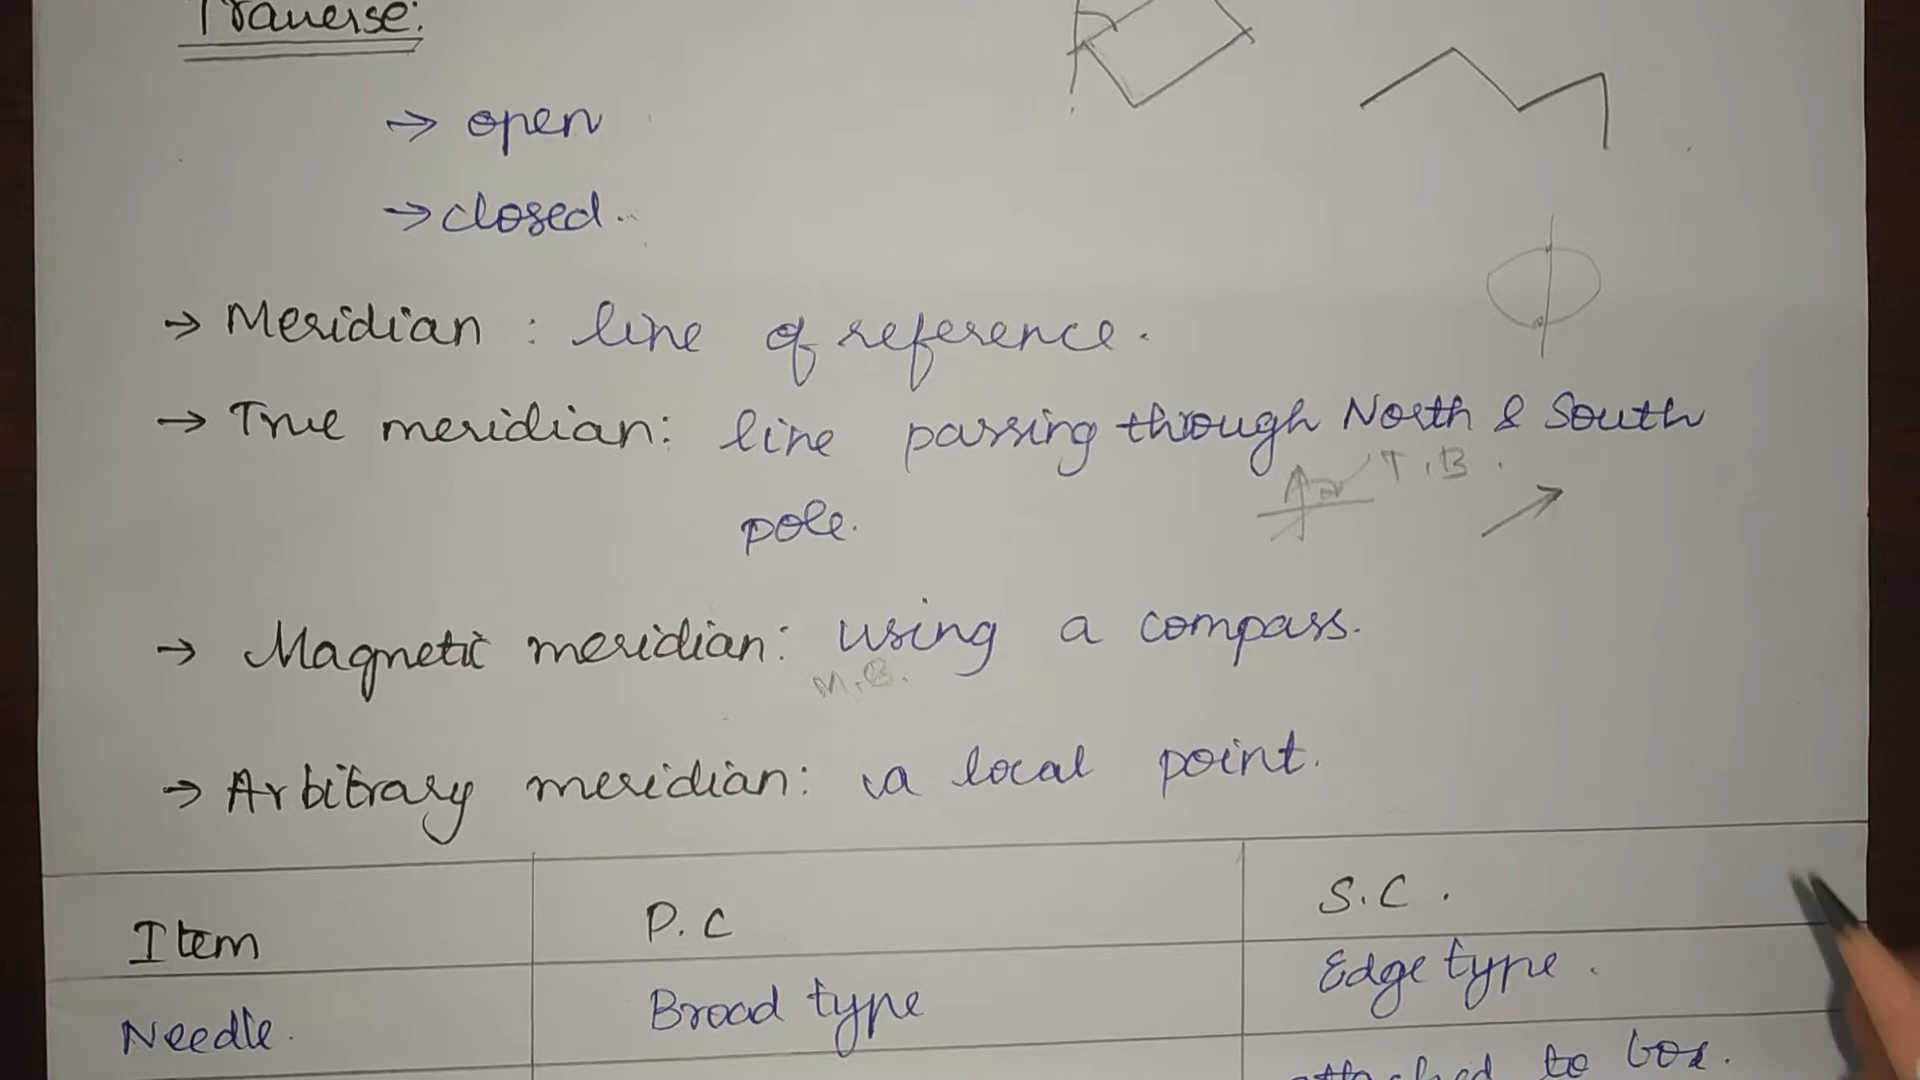 Traverse:
→ open
→ closed.
→ Meridian : line of reference.
→ True meridian: line passing through North & South
T.B.
pole.
→ Magnetic meridian: using a compass.
M.B.
→ Arbitrary meridian: a local point.
Item P.C S.C.
Needle. Broad type Edge type.
attached to box.